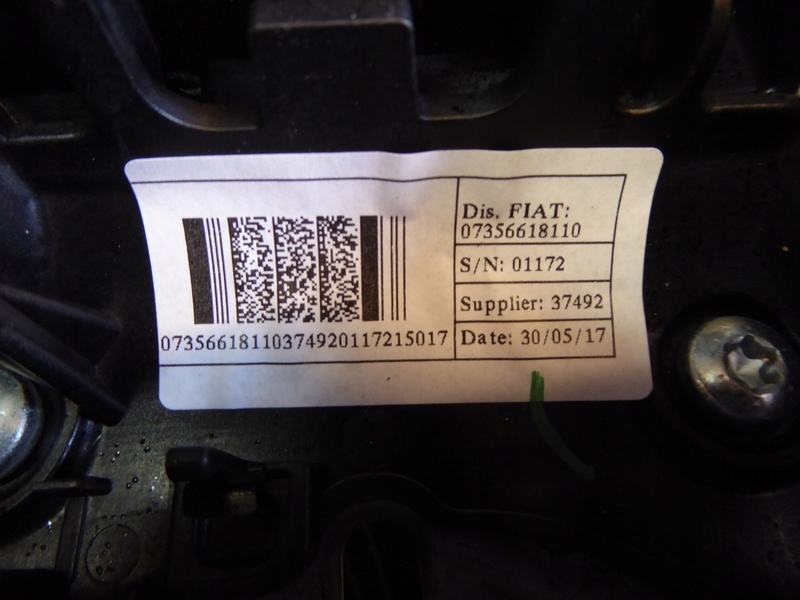 Dis. FIAT:
07356618110
S/N: 01172
Supplier: 37492
Date: 30/05/17
07356618110374920117215017